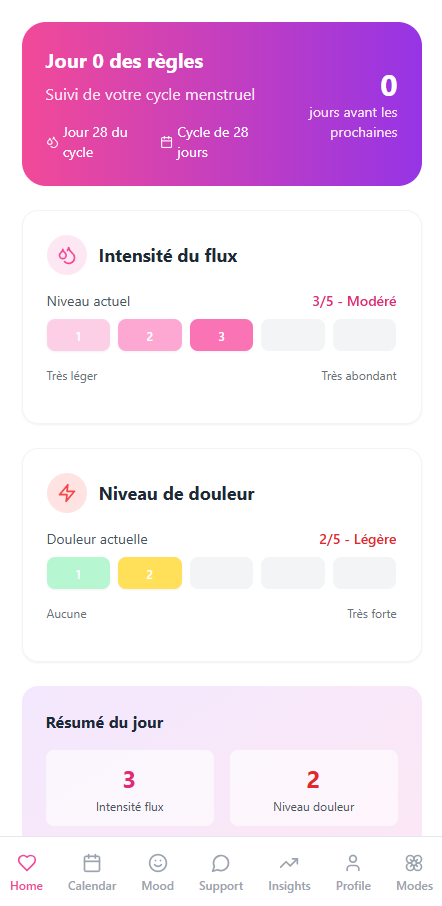 Jour 0 des règles
Suivi de votre cycle menstruel
Jour 28 du
cycle
Cycle de 28
jours
0
jours avant les
prochaines
Intensité du flux
Niveau actuel
3/5 - Modéré
1
2
3
Très léger
Très abondant
Niveau de douleur
Douleur actuelle
2/5 - Légère
1
2
Aucune
Très forte
Résumé du jour
3
Intensité flux
2
Niveau douleur
Home
Calendar
Mood
Support
Insights
Profile
Modes